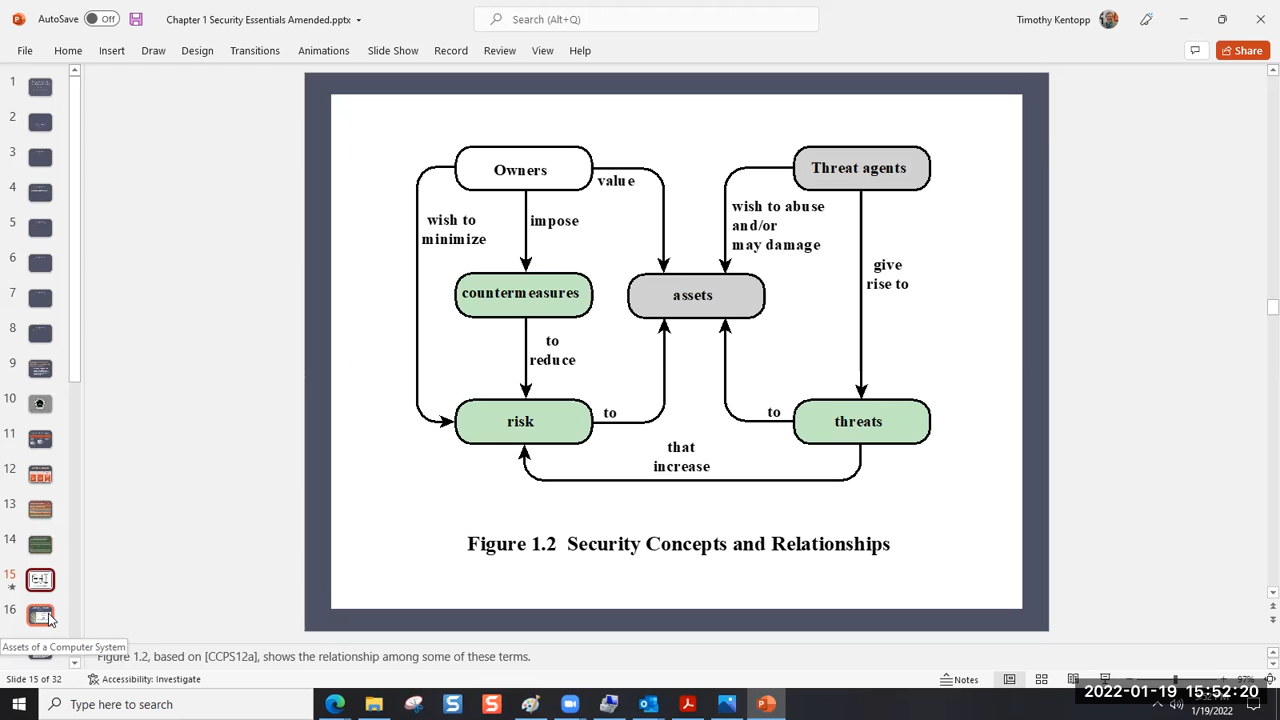 AutoSave Off
Chapter 1 Security Essentials Amended.pptx
Search (Alt+Q)
Timothy Kentopp
File Home Insert Draw Design Transitions Animations Slide Show Record Review View Help
Share
1
2
3
4
5
6
7
8
9
10
11
12
13
14
15
16
Owners
value
wish to
minimize
impose
countermeasures
to
reduce
risk
to
assets
Threat agents
wish to abuse
and/or
may damage
give
rise to
threats
to
that
increase
Figure 1.2 Security Concepts and Relationships
Assets of a Computer System
Figure 1.2, based on [CCPS12a], shows the relationship among some of these terms.
Slide 15 of 32
Accessibility: Investigate
Notes
97%
Type here to search
2022-01-19 15:52:20
1/19/2022